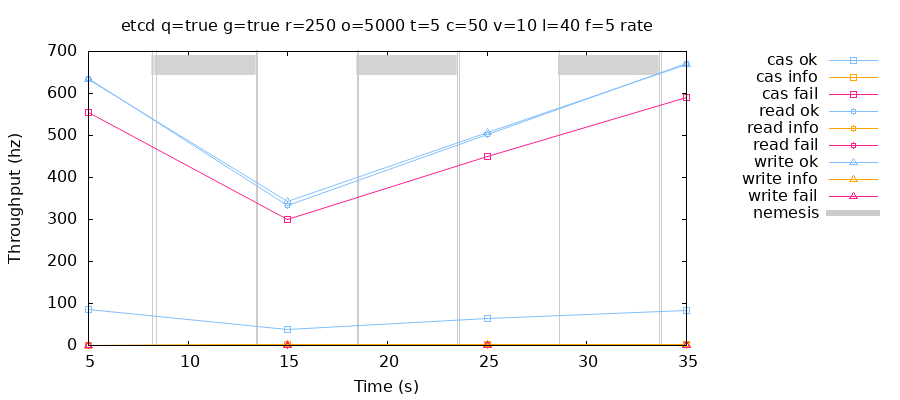 etcd q=true g=true r=250 o=5000 t=5 c=50 v=10 l=40 f=5 rate
Throughput (hz)
700
600
500
400
300
200
100
0
5
10
15
20
25
30
35
Time (s)
cas ok
cas info
cas fail
read ok
read info
read fail
write ok
write info
write fail
nemesis